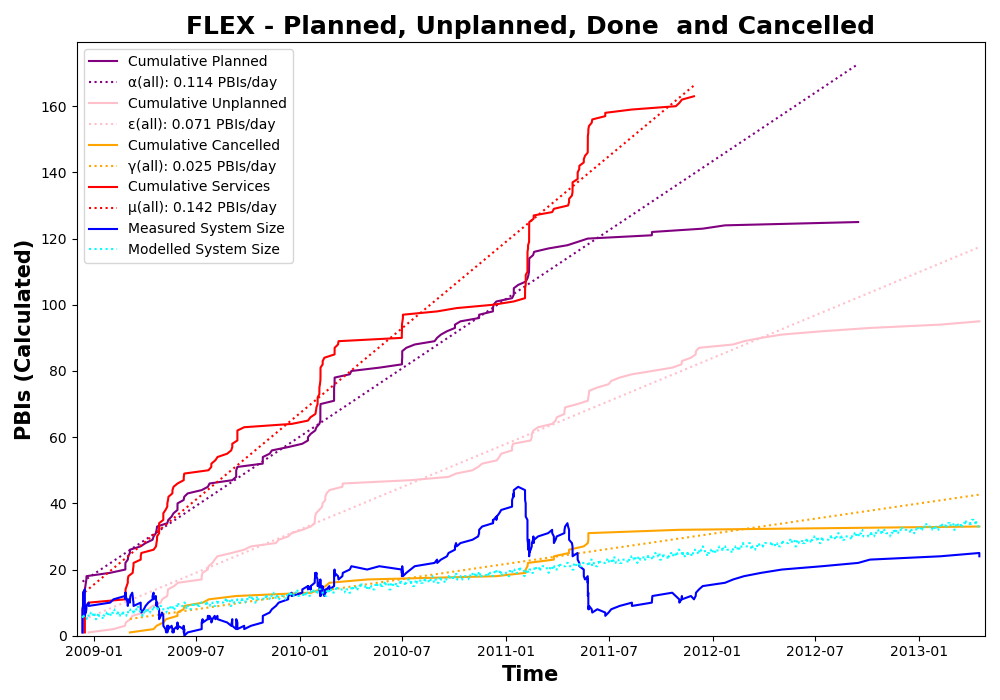 FLEX - Planned, Unplanned, Done  and Cancelled
Cumulative Planned
α(all): 0.114 PBIs/day
Cumulative Unplanned
ε(all): 0.071 PBIs/day
Cumulative Cancelled
γ(all): 0.025 PBIs/day
Cumulative Services
μ(all): 0.142 PBIs/day
Measured System Size
Modelled System Size
PBIs (Calculated)
160
140
120
100
80
60
40
20
0
2009-01 2009-07 2010-01 2010-07 2011-01 2011-07 2012-01 2012-07 2013-01
Time